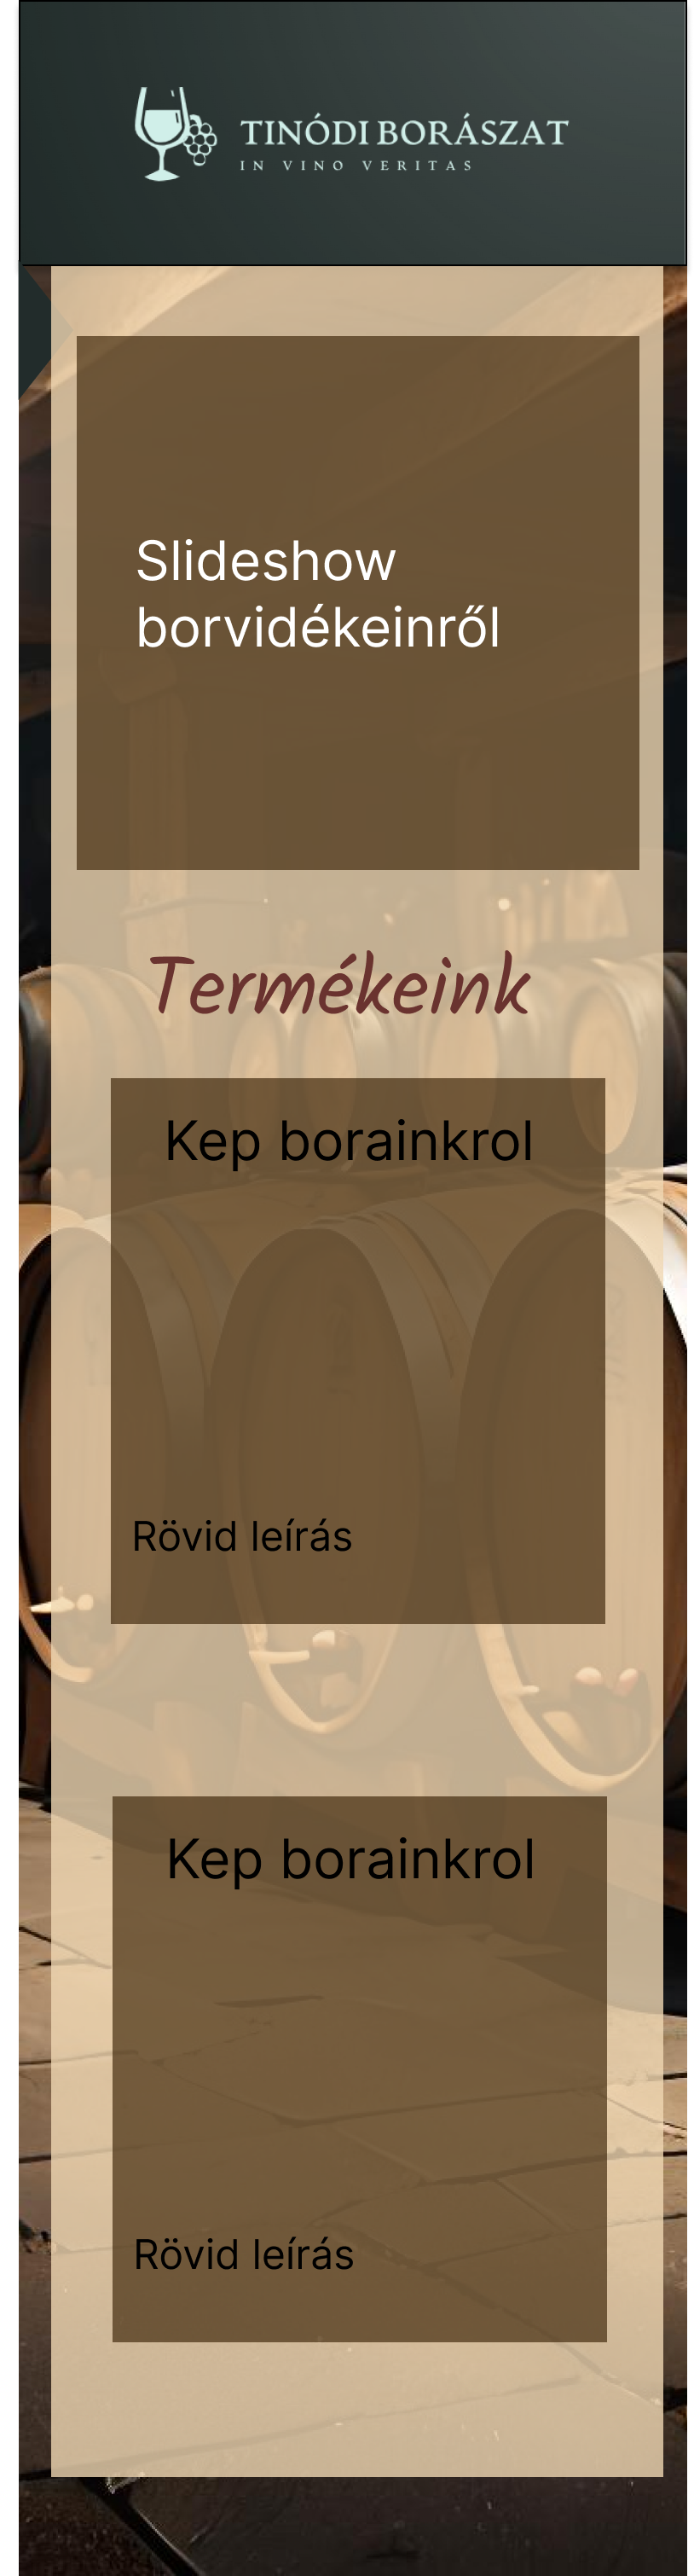 TINÓDI BORÁSZAT
IN VINO VERITAS
Slideshow
borvidékeinről
Termékeink
Kep borainkrol
Rövid leírás
Kep borainkrol
Rövid leírás